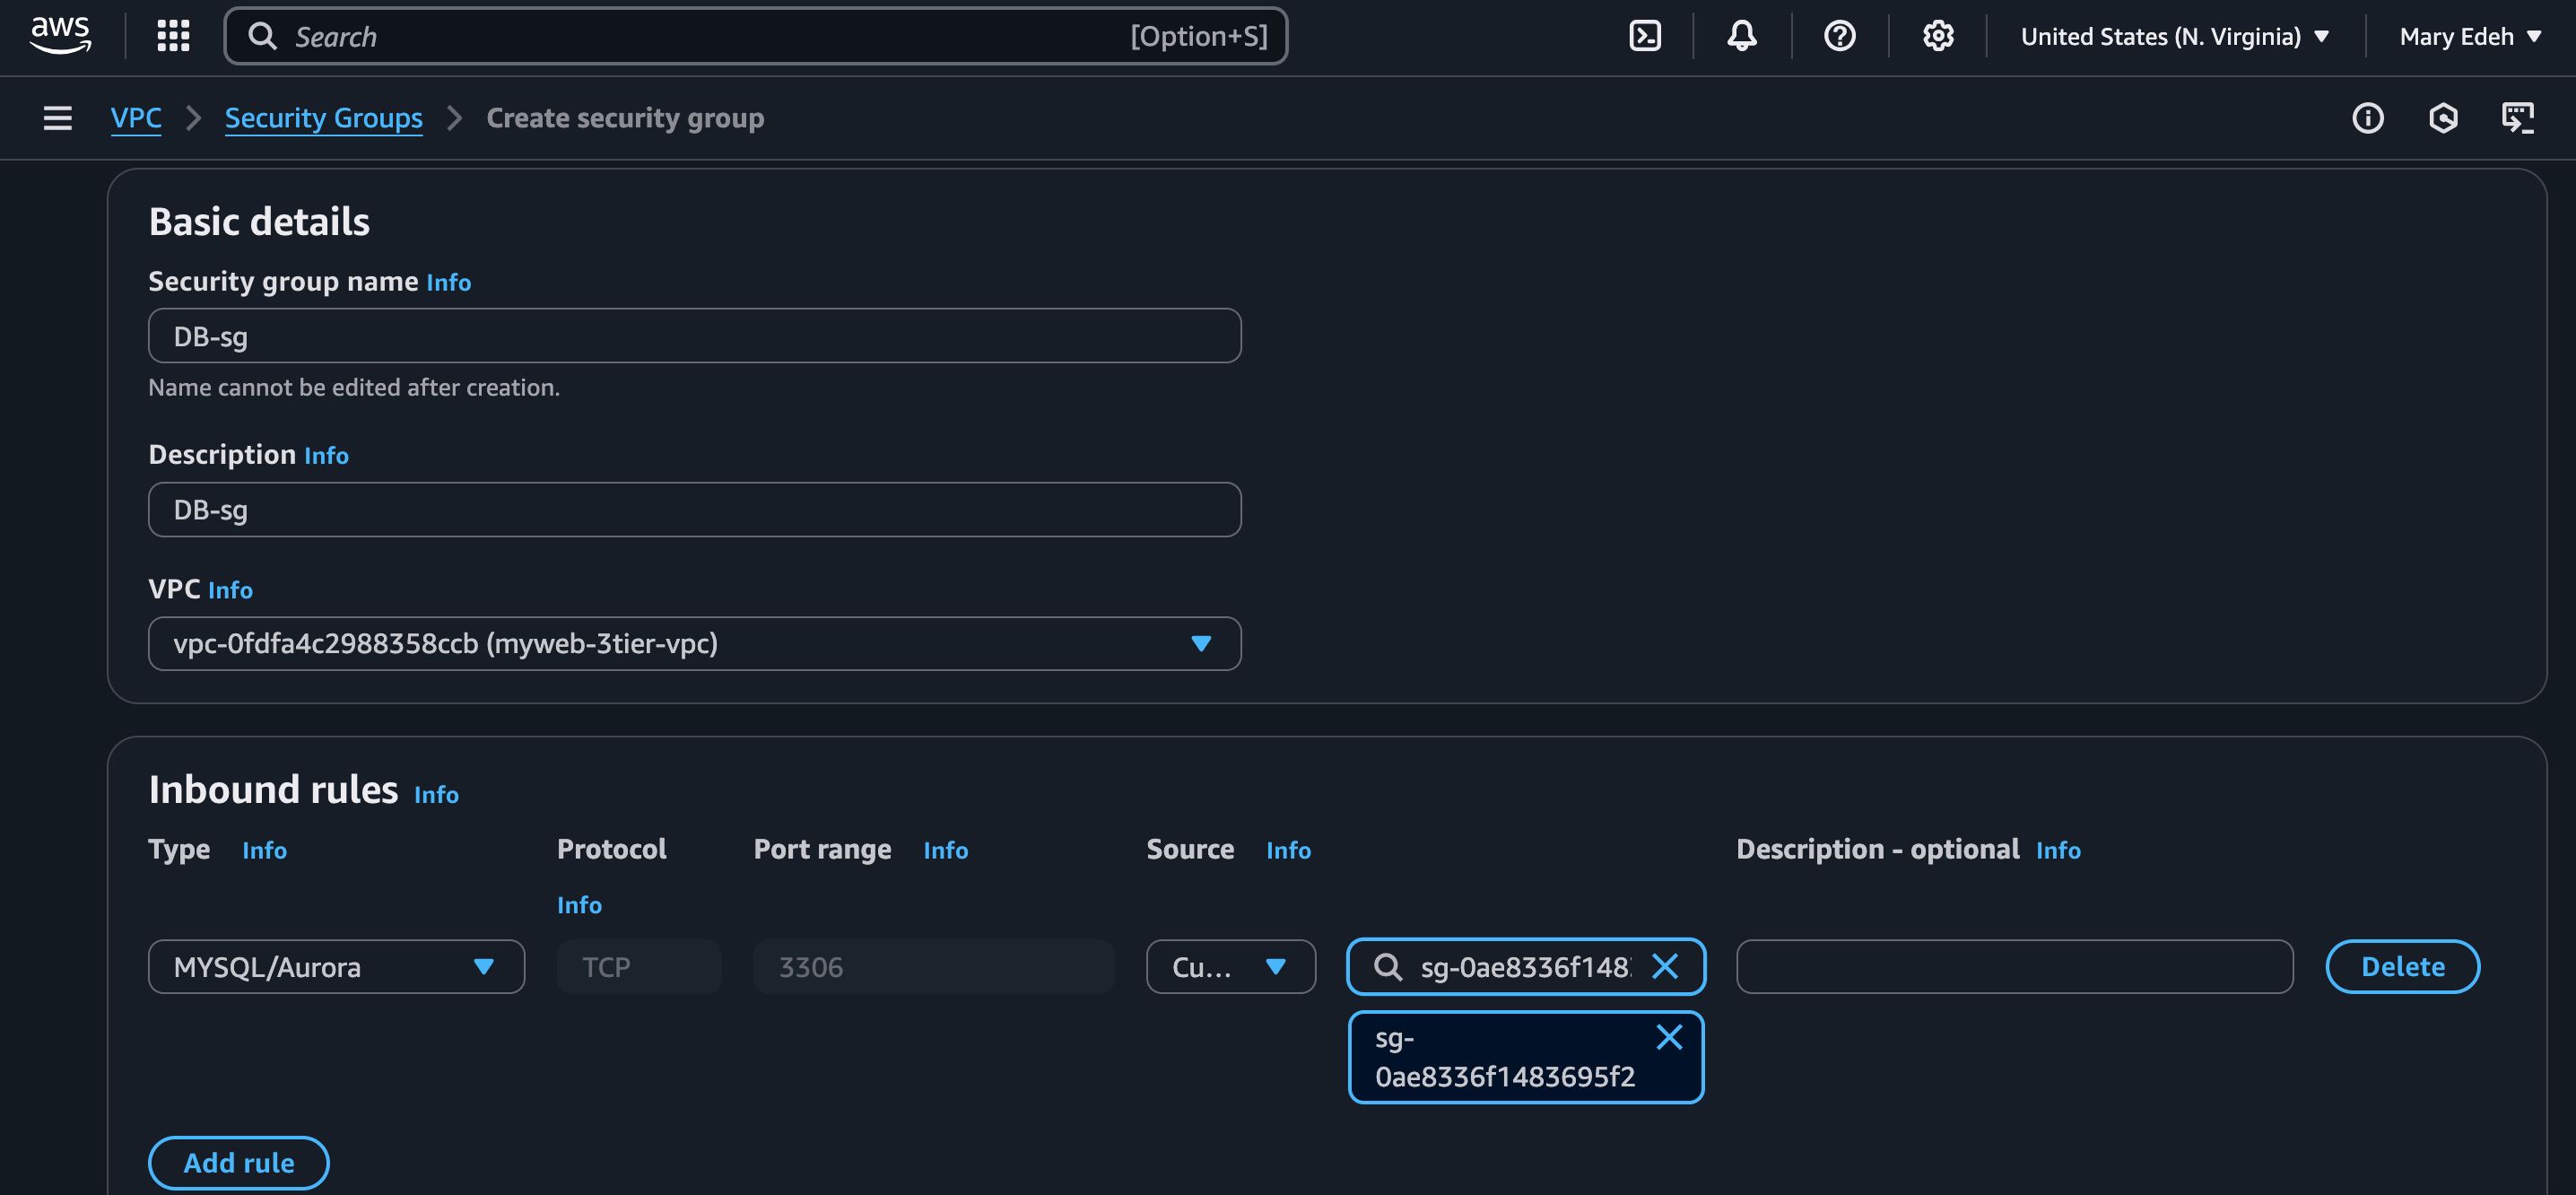 aws
Search [Option+S]
United States (N. Virginia)
Mary Edeh
VPC
Security Groups
Create security group
Basic details
Security group name Info
DB-sg
Name cannot be edited after creation.
Description Info
DB-sg
VPC Info
vpc-0fdfa4c2988358ccb (myweb-3tier-vpc)
Inbound rules Info
Type Info
Protocol
Info
Port range Info
Source Info
Description - optional Info
MYSQL/Aurora
TCP
3306
Cu...
sg-0ae8336f148
Delete
sg-
0ae8336f1483695f2
Add rule